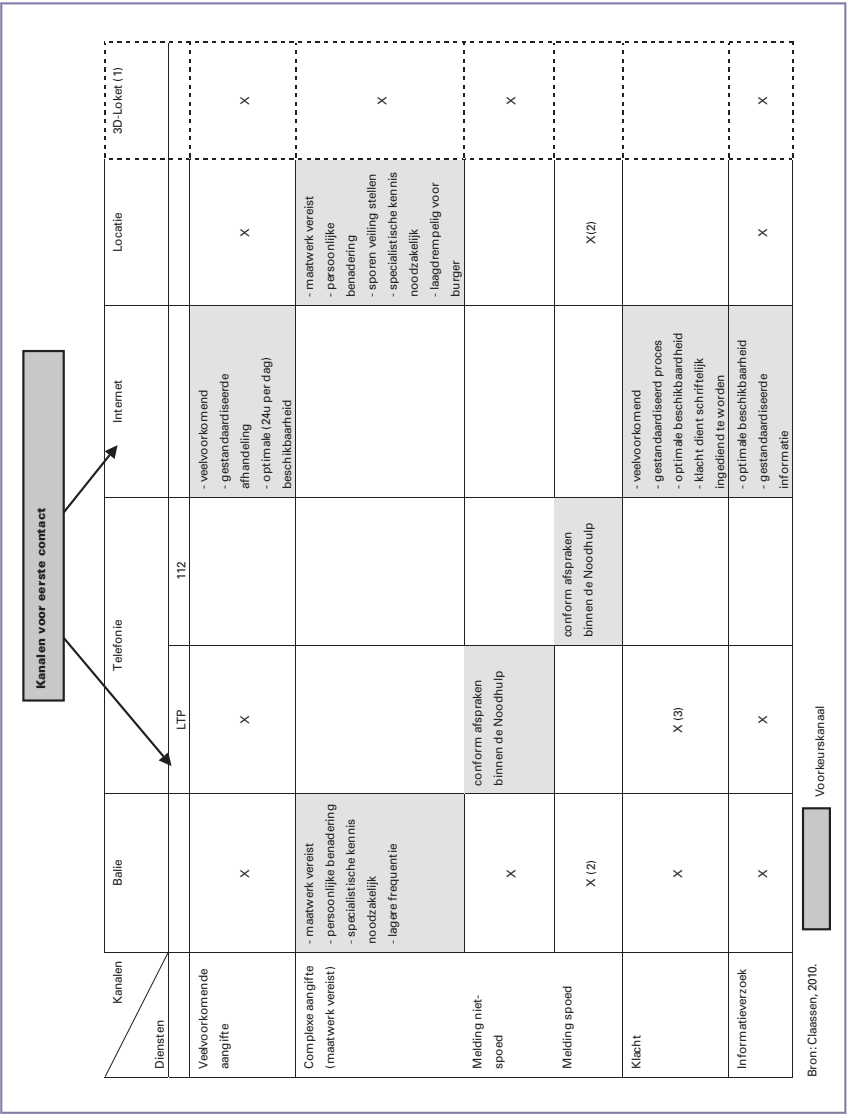 Kanalen voor eerste contact
Kanalen
Diensten
Balie
Telefonie
Internet
Locatie
3D-Loket (1)
LTP
112
Veelvoorkomende
aangifte
X
X
- veelvoorkomend
- gestandaardiseerde
afhandeling
- optimale (24u per dag)
beschikbaarheid
X
X
Complexe aangifte
(maatwerk vereist)
- maatwerk vereist
- persoonlijke benadering
- specialistische kennis
noodzakelijk
- lagere frequentie
- maatwerk vereist
- persoonlijke
benadering
- sporen veiling stellen
- specialistische kennis
noodzakelijk
- laagdrempelig voor
burger
X
Melding niet-
spoed
X
conform afspraken
binnen de Noodhulp
X
Melding spoed
X (2)
conform afspraken
binnen de Noodhulp
X(2)
Klacht
X
X (3)
- veelvoorkomend
- gestandaardiseerd proces
- optimale beschikbaardheid
- klacht dient schriftelijk
ingediend te worden
Informatieverzoek
X
X
- optimale beschikbaarheid
- gestandaardiseerde
informatie
X
X
Bron: Claassen, 2010.
Voorkeurskanaal